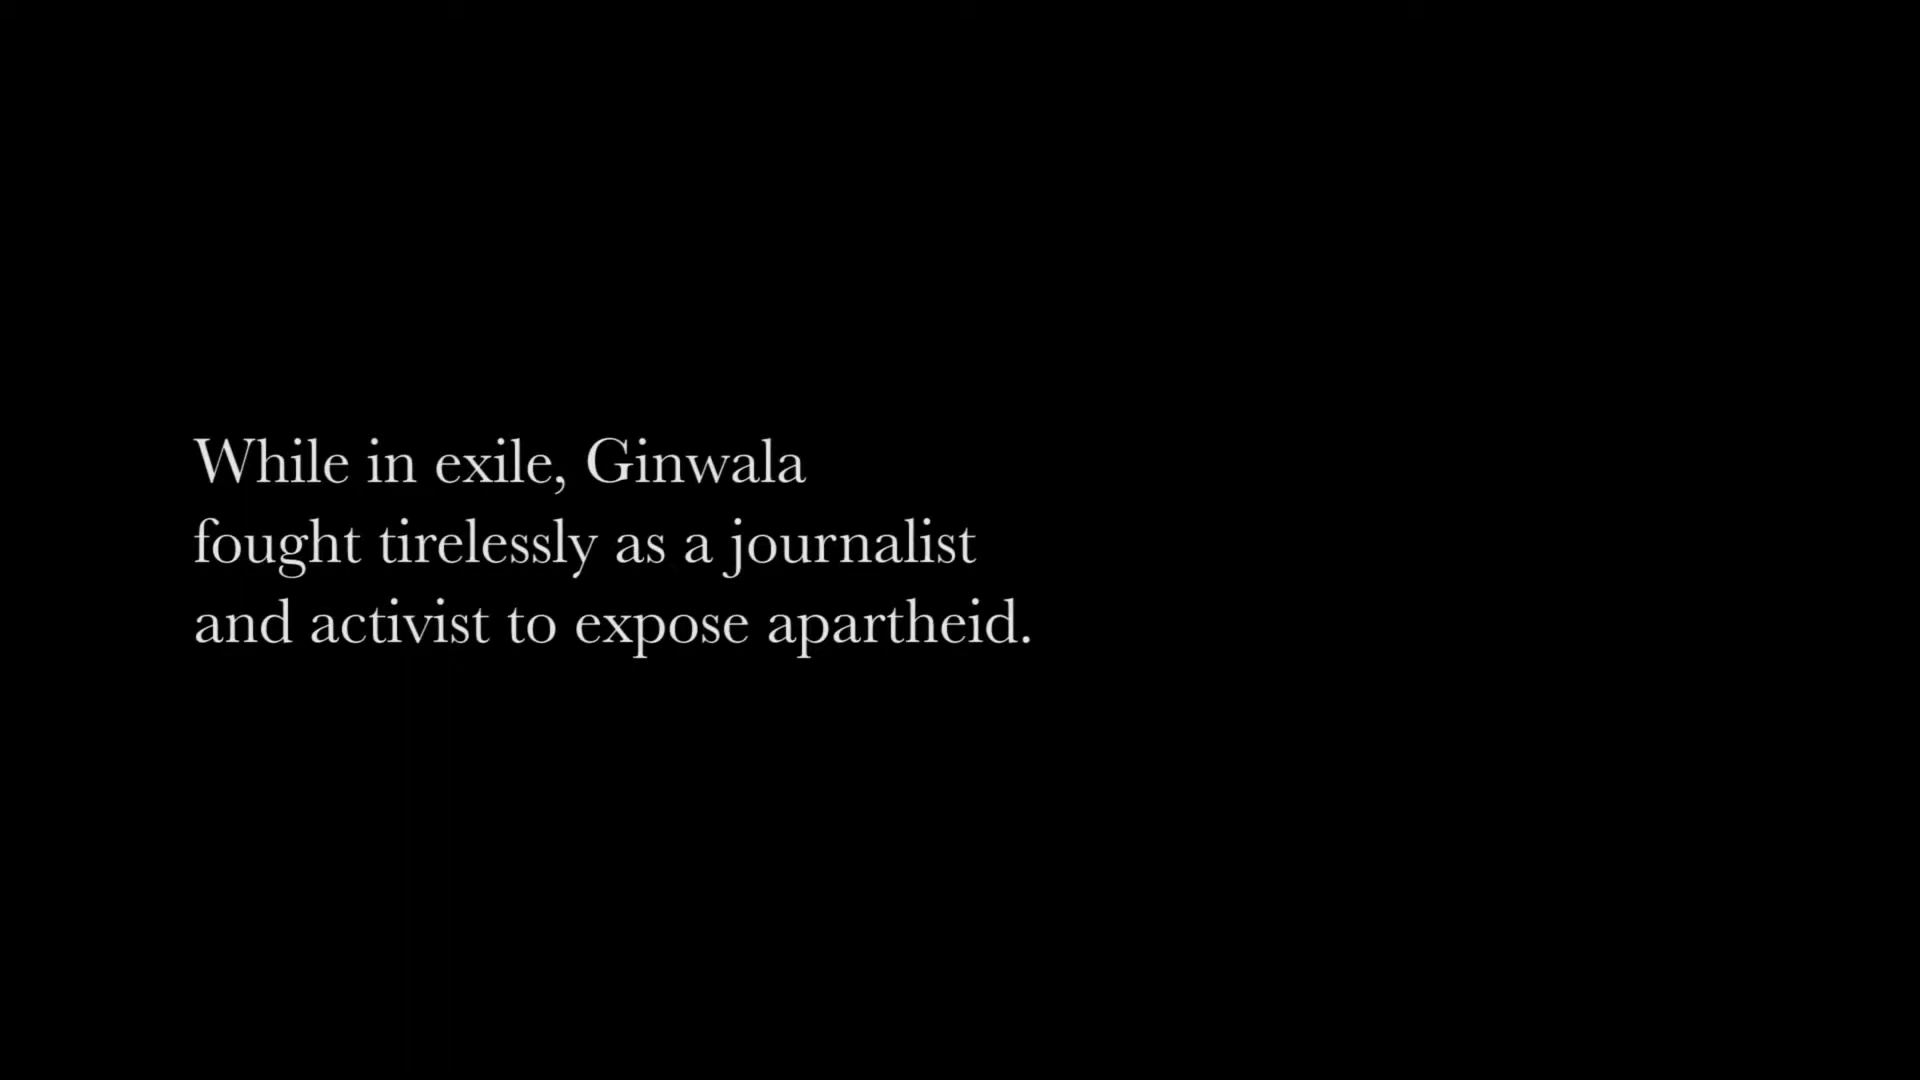 While in exile, Ginwala
fought tirelessly as a journalist
and activist to expose apartheid.